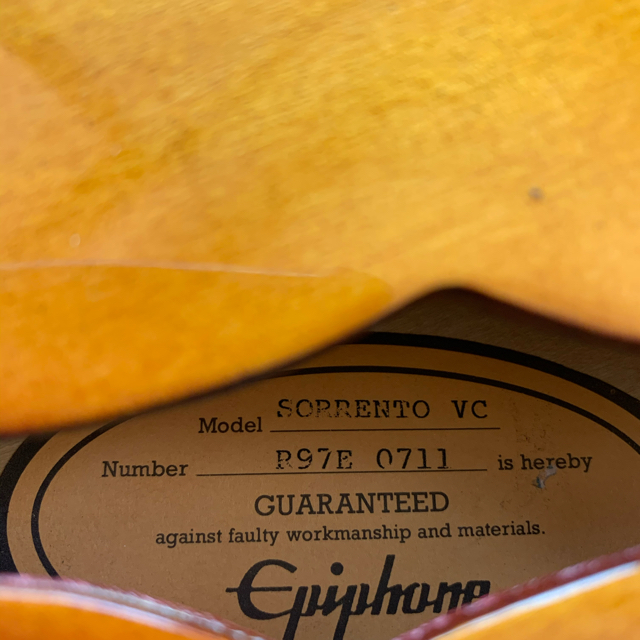 Model SORRENTO VC
Number R97E 0711 is hereby
GUARANTEED
against faulty workmanship and materials.
Epiphone